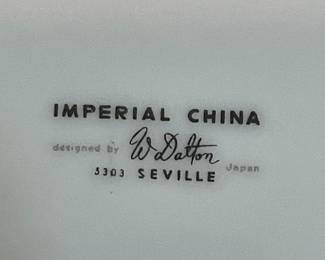 IMPERIAL CHINA
designed by W Dalton Japan
5303 SEVILLE